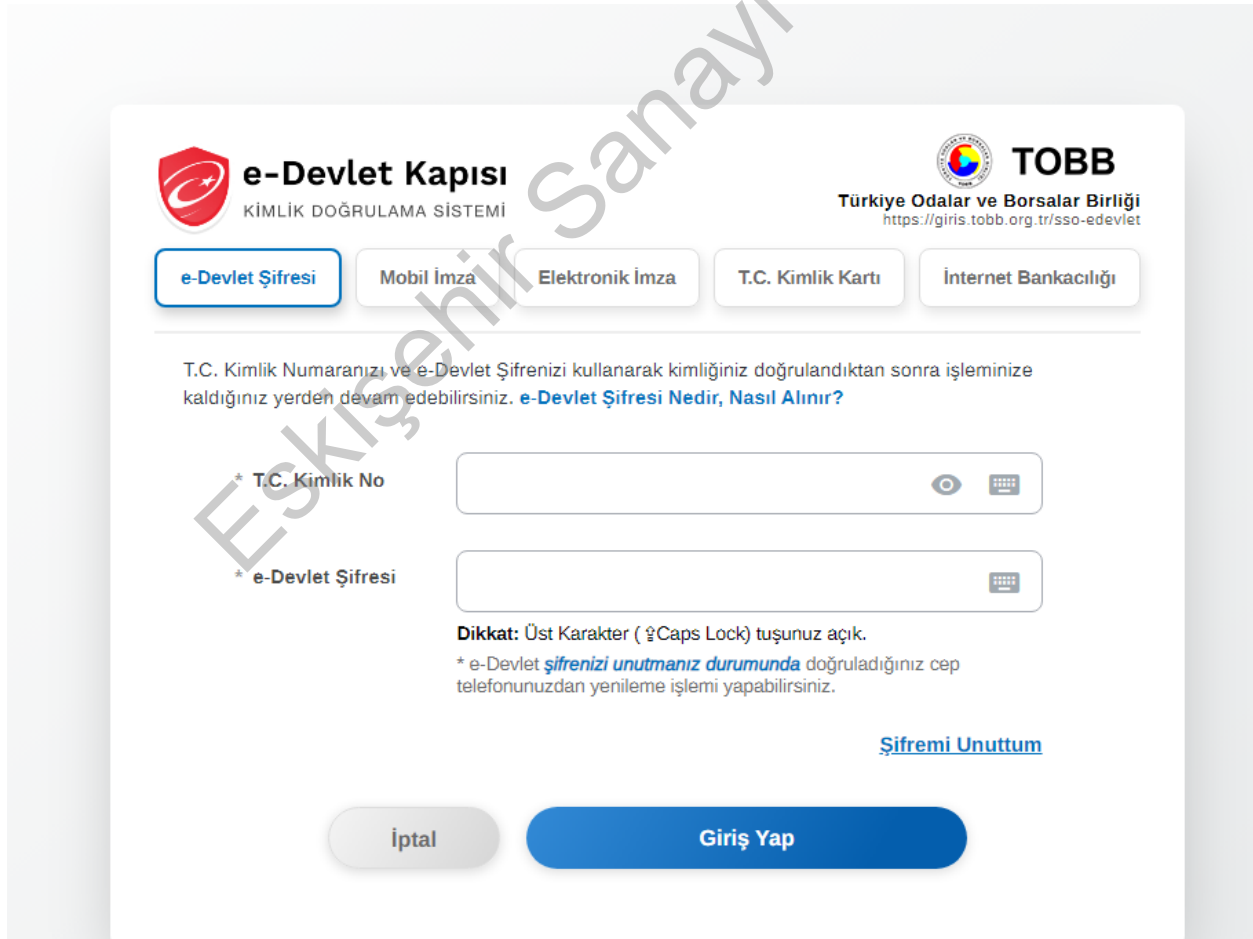 Eskişehir Sanayi
e-Devlet Kapısı
KİMLİK DOĞRULAMA SİSTEMİ
TOBB
Türkiye Odalar ve Borsalar Birliği
https://giris.tobb.org.tr/sso-edevlet
e-Devlet Şifresi
Mobil İmza
Elektronik İmza
T.C. Kimlik Kartı
İnternet Bankacılığı
T.C. Kimlik Numaranızı ve e-Devlet Şifrenizi kullanarak kimliğiniz doğrulandıktan sonra işleminize
kaldığınız yerden devam edebilirsiniz. e-Devlet Şifresi Nedir, Nasıl Alınır?
* T.C. Kimlik No
* e-Devlet Şifresi
Dikkat: Üst Karakter ( ⇪Caps Lock) tuşunuz açık.
* e-Devlet şifrenizi unutmanız durumunda doğruladığınız cep
telefonunuzdan yenileme işlemi yapabilirsiniz.
Şifremi Unuttum
İptal
Giriş Yap